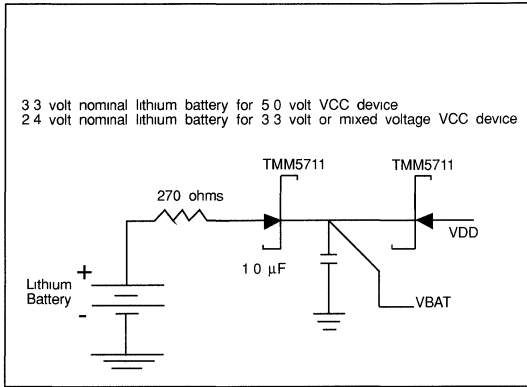 3 3 volt nominal lithium battery for 5 0 volt VCC device
2 4 volt nominal lithium battery for 3 3 volt or mixed voltage VCC device
TMM5711
TMM5711
270 ohms
VDD
1 0 μF
+
Lithium
Battery
-
VBAT